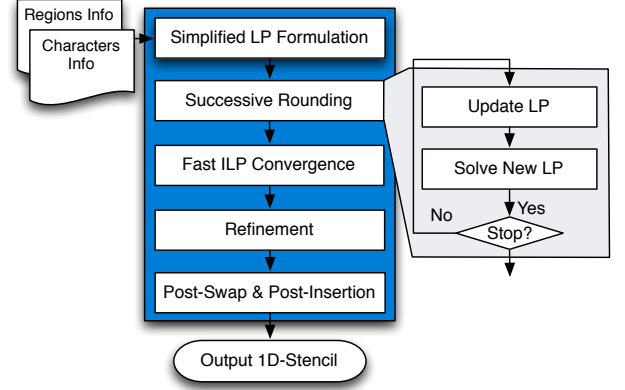 Regions Info
Characters
Info
Simplified LP Formulation
Successive Rounding
Fast ILP Convergence
Refinement
Post-Swap & Post-Insertion
Output 1D-Stencil
Update LP
Solve New LP
No
Yes
Stop?